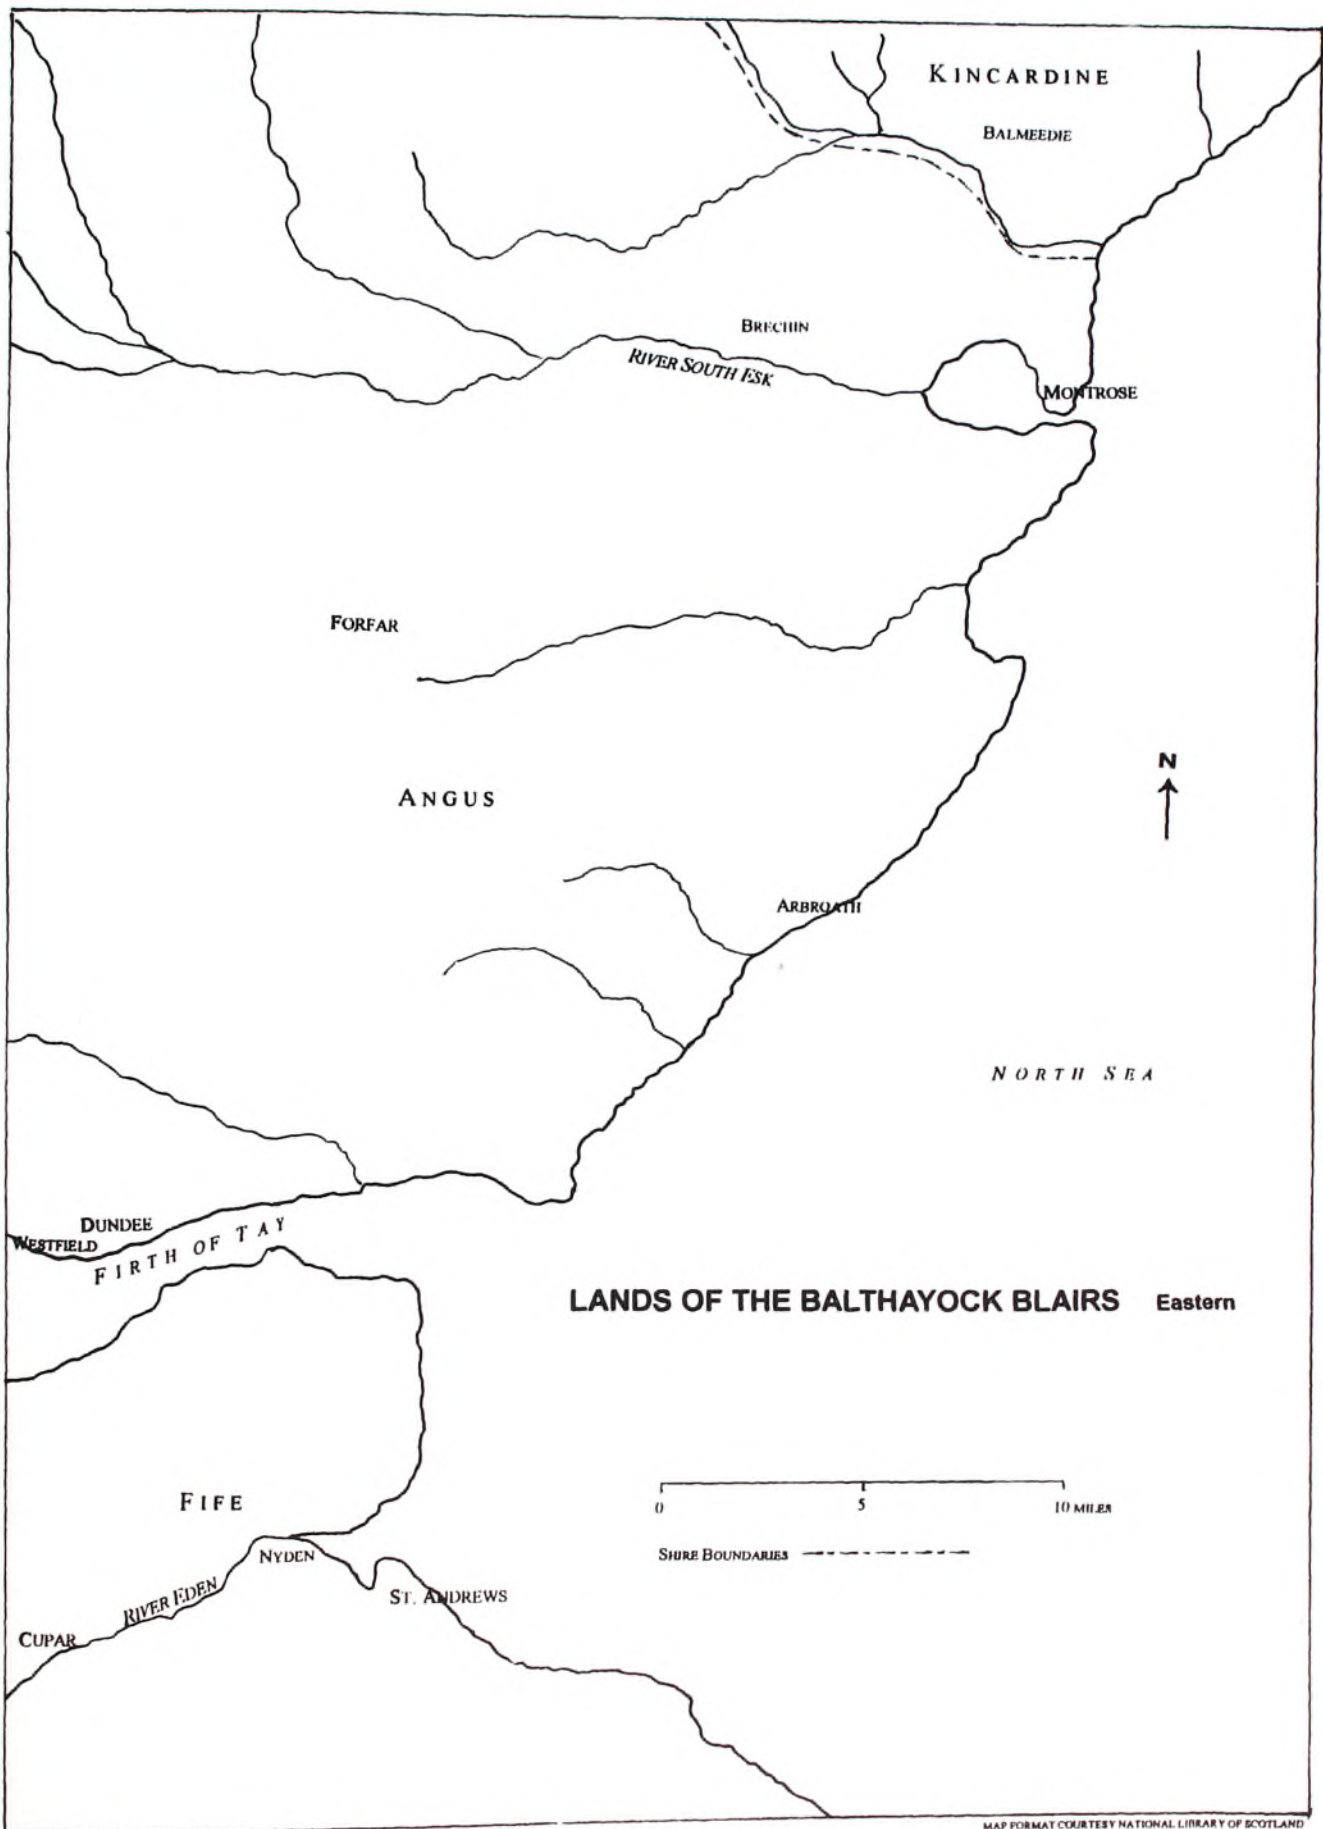 KINCARDINE
BALMEEDIE
BRECHIN
RIVER SOUTH ESK
MONTROSE
FORFAR
ANGUS
N
ARBROATH
NORTH SEA
DUNDEE
WESTFIELD
FIRTH OF TAY
LANDS OF THE BALTHAYOCK BLAIRS Eastern
FIFE
0 5 10 MILES
SHIRE BOUNDARIES
NYDEN
RIVER EDEN
ST. ANDREWS
CUPAR
MAP FORMAT COURTESY NATIONAL LIBRARY OF SCOTLAND